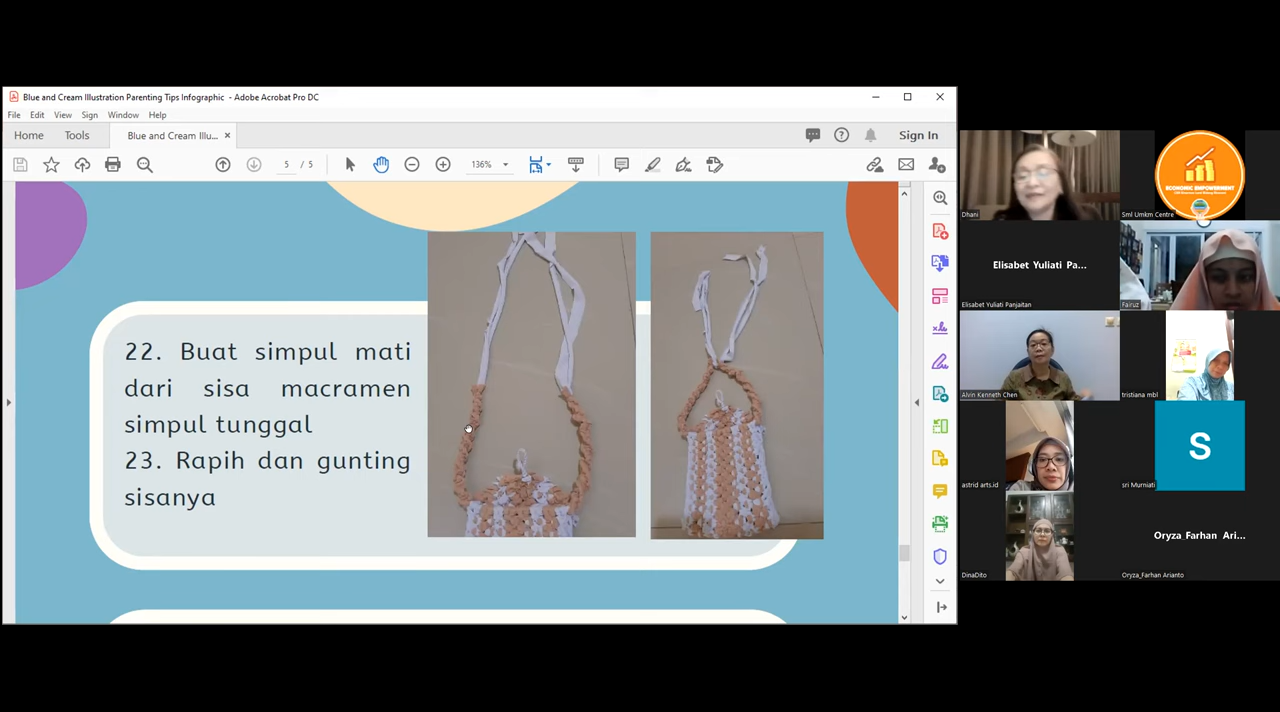 Blue and Cream Illustration Parenting Tips Infographic - Adobe Acrobat Pro DC
File Edit View Sign Window Help
Home Tools Blue and Cream Illu... × Sign In
5 / 5 136%
22. Buat simpul mati
dari sisa macramen
simpul tunggal
23. Rapih dan gunting
sisanya
Dhani
ECONOMIC EMPOWERMENT
Sml Umkm Centre
Elisabet Yuliati Pa...
Elisabet Yuliati Panjaitan
Fairuz
Alvin Kenneth Chen
tristiana mbl
astrid arts.id
S
sri Murniati
DinaDito
Oryza_Farhan Ari...
Oryza_Farhan Arianto